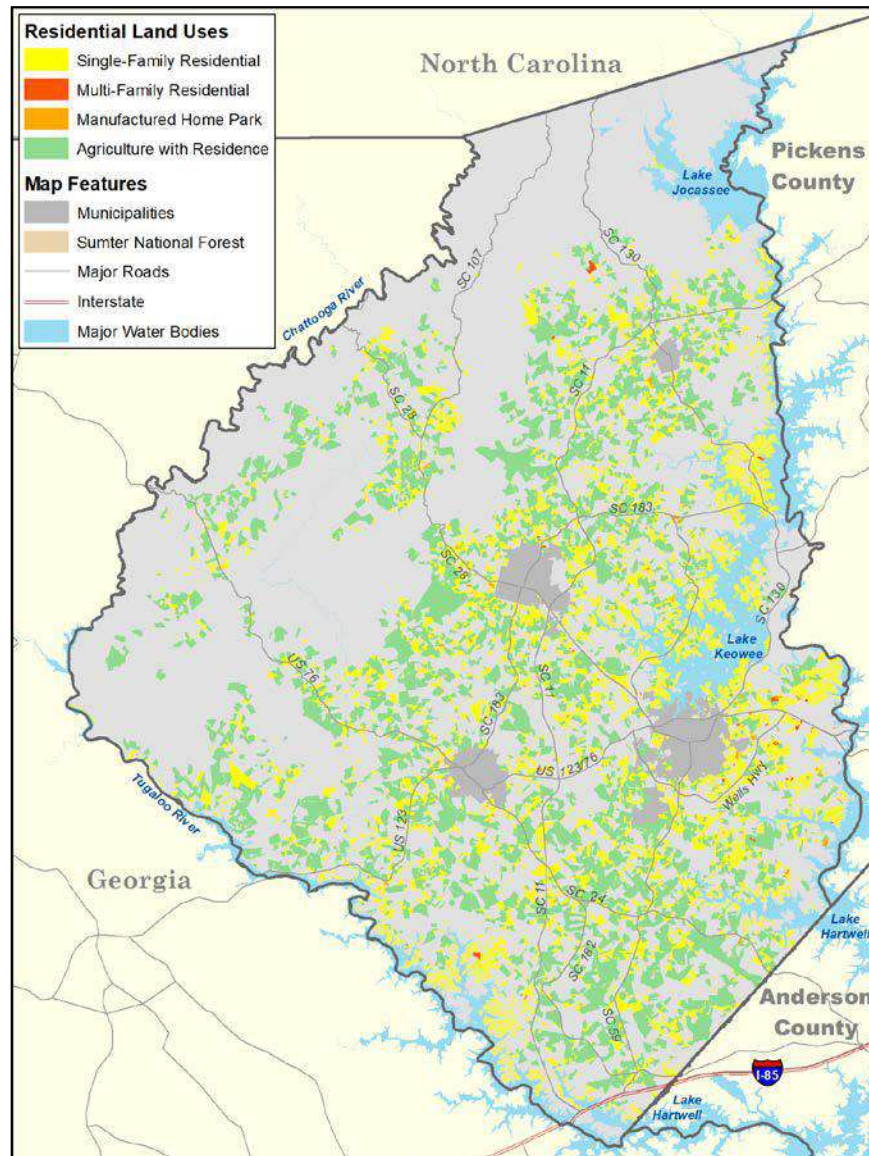 Residential Land Uses
Single-Family Residential
Multi-Family Residential
Manufactured Home Park
Agriculture with Residence
Map Features
Municipalities
Sumter National Forest
Major Roads
Interstate
Major Water Bodies
North Carolina
Pickens
County
Lake
Jocassee
SC 130
SC 107
Chattooga River
SC 11
SC 28
SC 183
SC 28
SC 130
Lake
Keowee
US 76
SC 11
SC 183
US 123/76
Wells Hwy
Tugaloo River
US 123
Georgia
SC 24
SC 11
Lake
Hartwell
SC 182
Anderson
County
SC 59
I-85
Lake
Hartwell